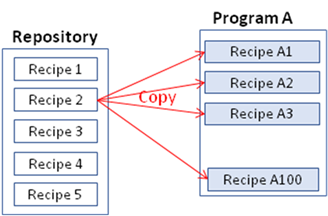 Repository
Recipe 1
Recipe 2
Recipe 3
Recipe 4
Recipe 5
Copy
Program A
Recipe A1
Recipe A2
Recipe A3
Recipe A100